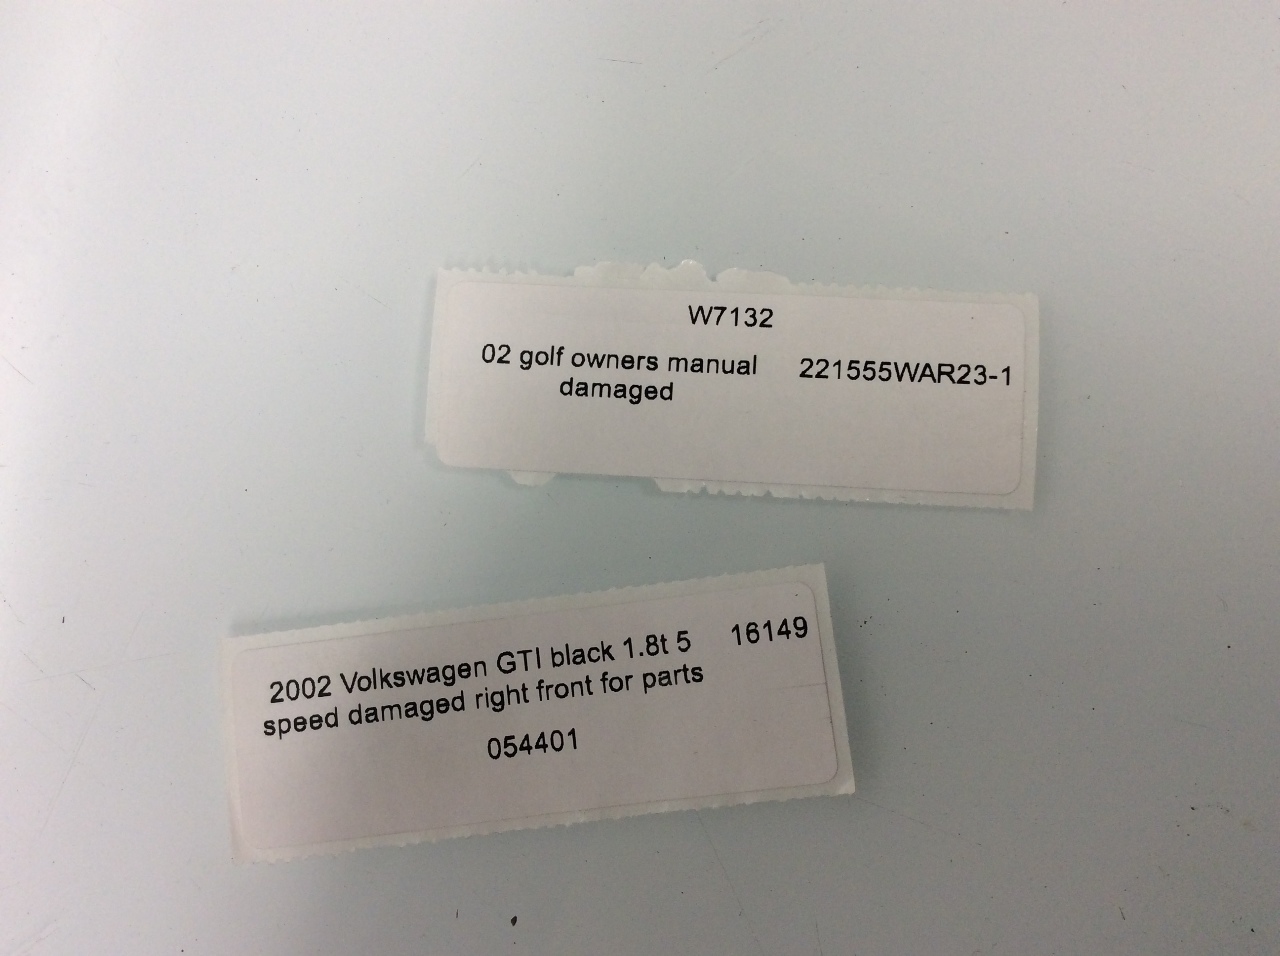 W7132
02 golf owners manual 221555WAR23-1
damaged
2002 Volkswagen GTI black 1.8t 5 16149
speed damaged right front for parts
054401